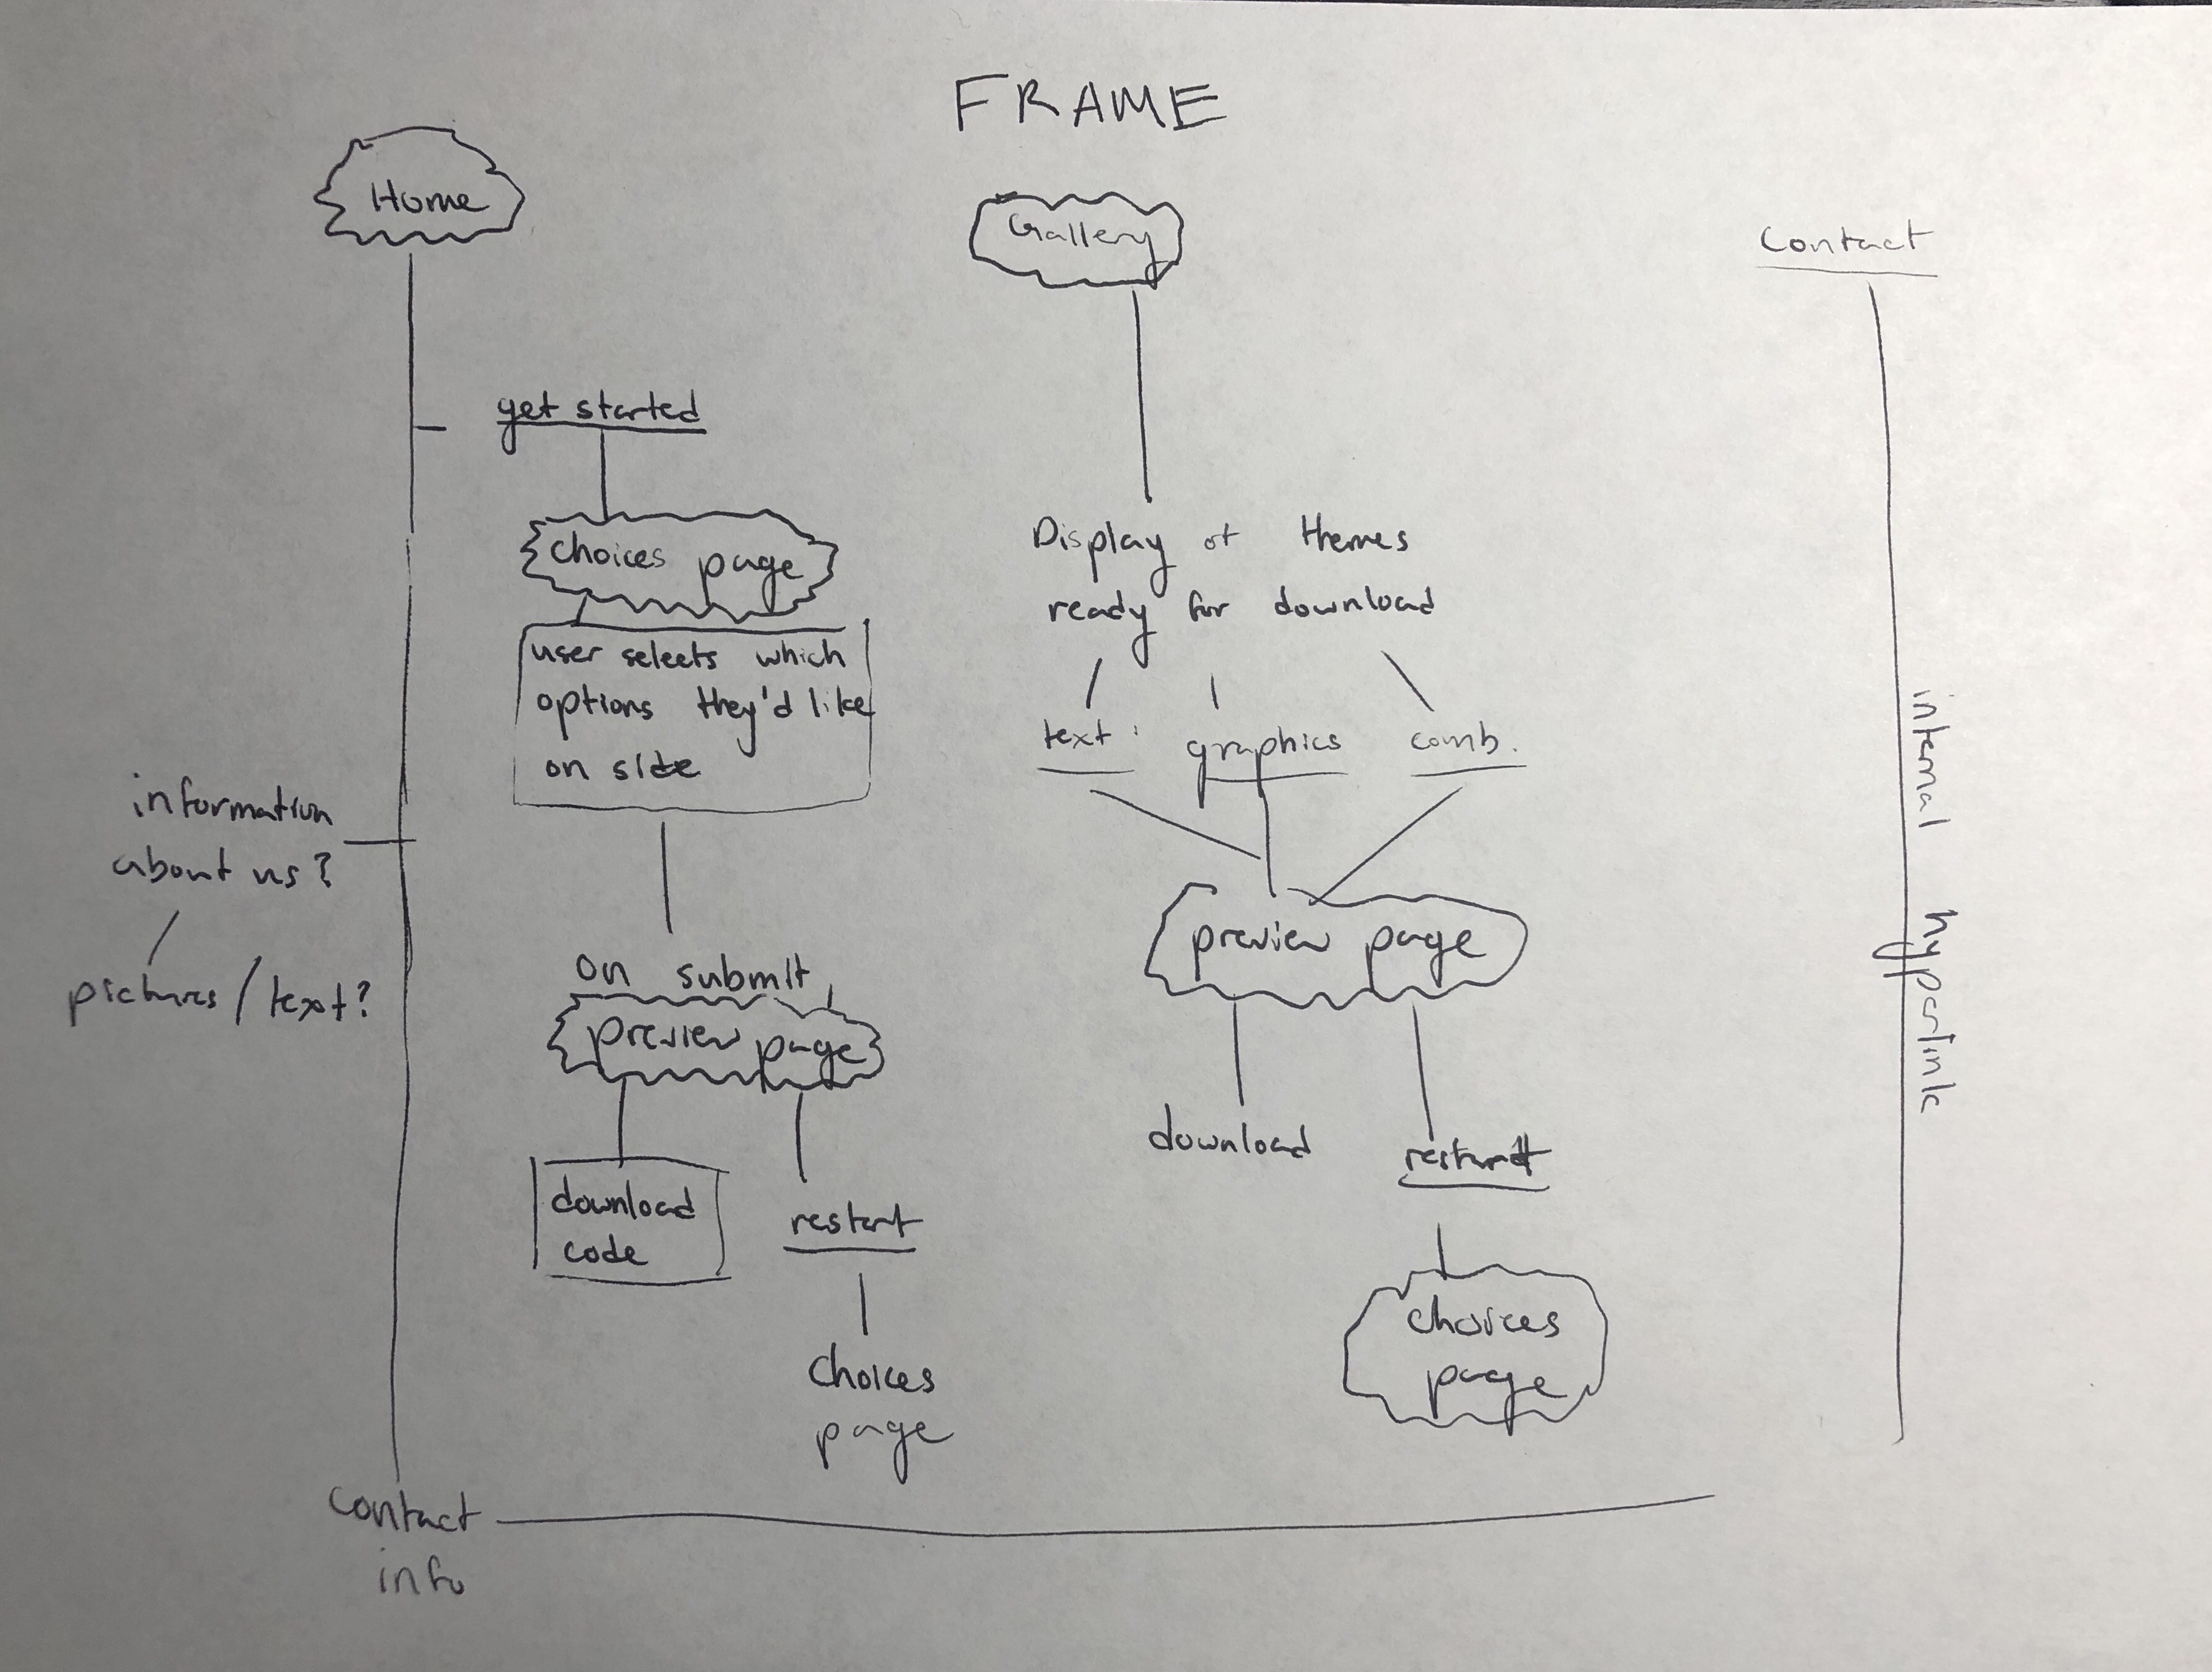 FRAME
Home
Gallery
Contact
get started
choices page
user selects which
options they'd like
on side
Display of themes
ready for download
text
graphics
comb.
information
about us?
pictures / text?
on submit
preview page
preview page
download
code
restart
choices
page
download
restart
choices
page
internal hyperlink
contact
info